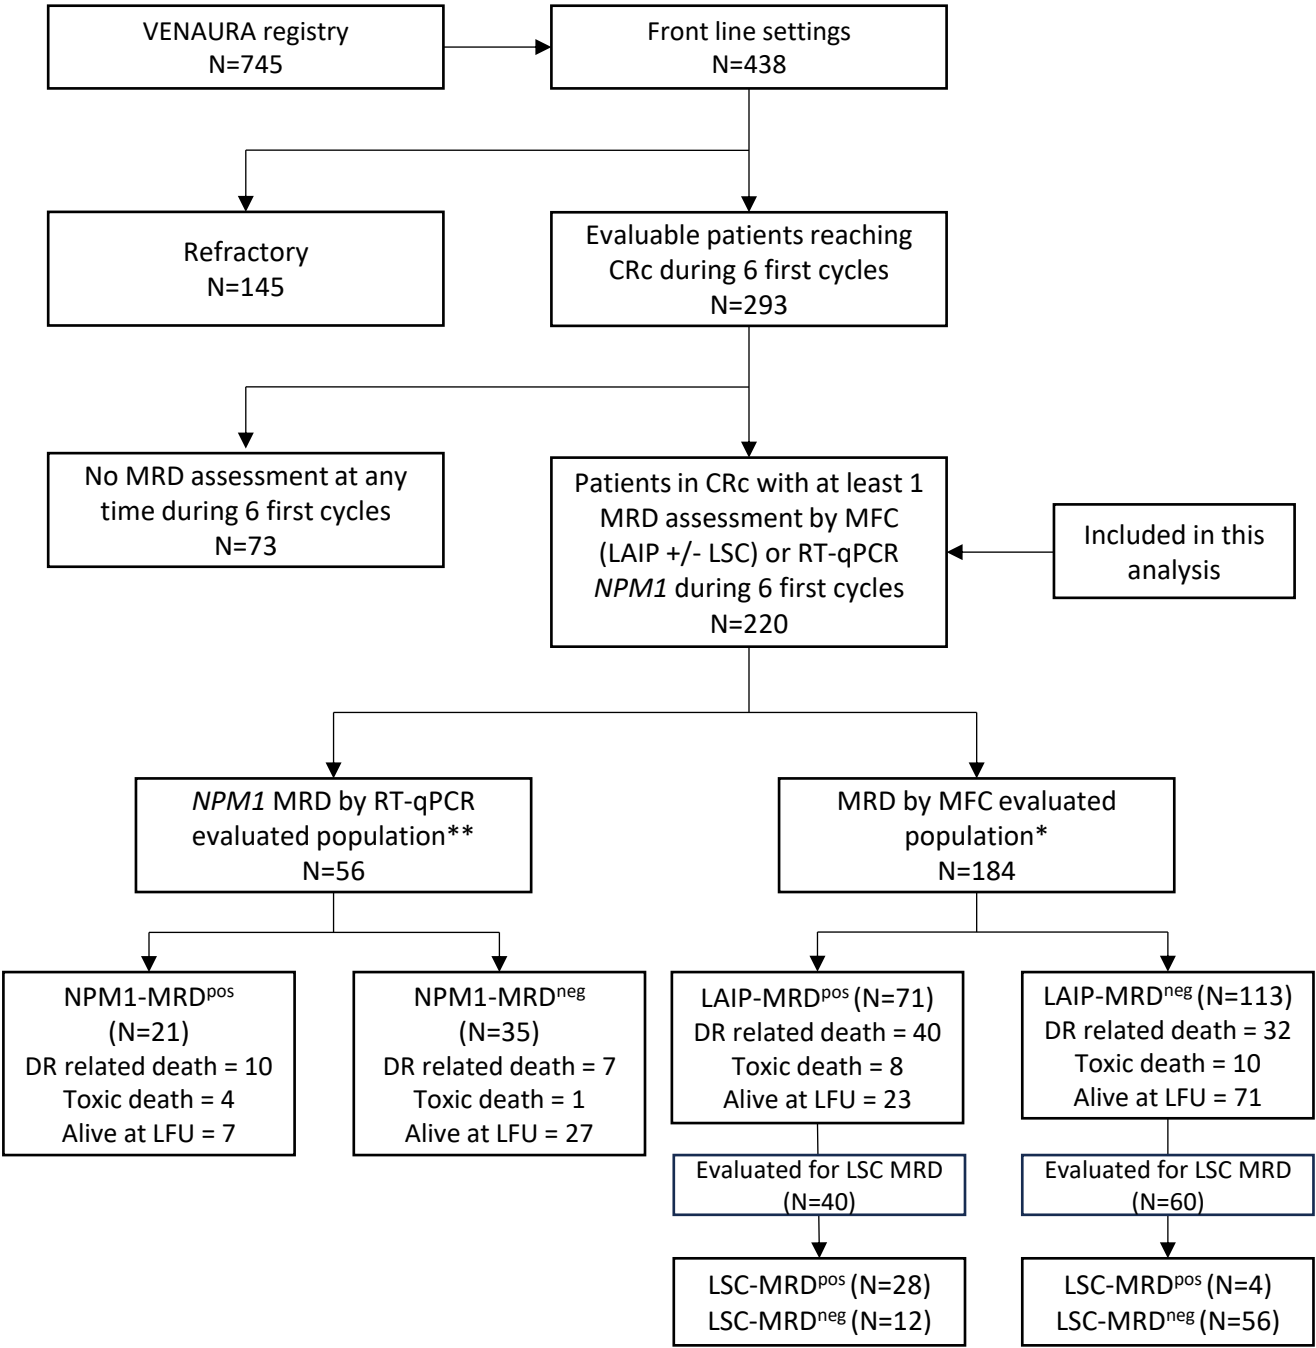 VENAURA registry
N=745
Front line settings
N=438
Refractory
N=145
Evaluable patients reaching
CRc during 6 first cycles
N=293
No MRD assessment at any
time during 6 first cycles
N=73
Patients in CRc with at least 1
MRD assessment by MFC
(LAIP +/- LSC) or RT-qPCR
NPM1 during 6 first cycles
N=220
Included in this
analysis
NPM1 MRD by RT-qPCR
evaluated population**
N=56
MRD by MFC evaluated
population*
N=184
NPM1-MRDpos
(N=21)
DR related death = 10
Toxic death = 4
Alive at LFU = 7
NPM1-MRDneg
(N=35)
DR related death = 7
Toxic death = 1
Alive at LFU = 27
LAIP-MRDpos (N=71)
DR related death = 40
Toxic death = 8
Alive at LFU = 23
LAIP-MRDneg (N=113)
DR related death = 32
Toxic death = 10
Alive at LFU = 71
Evaluated for LSC MRD
(N=40)
Evaluated for LSC MRD
(N=60)
LSC-MRDpos (N=28)
LSC-MRDneg (N=12)
LSC-MRDpos (N=4)
LSC-MRDneg (N=56)